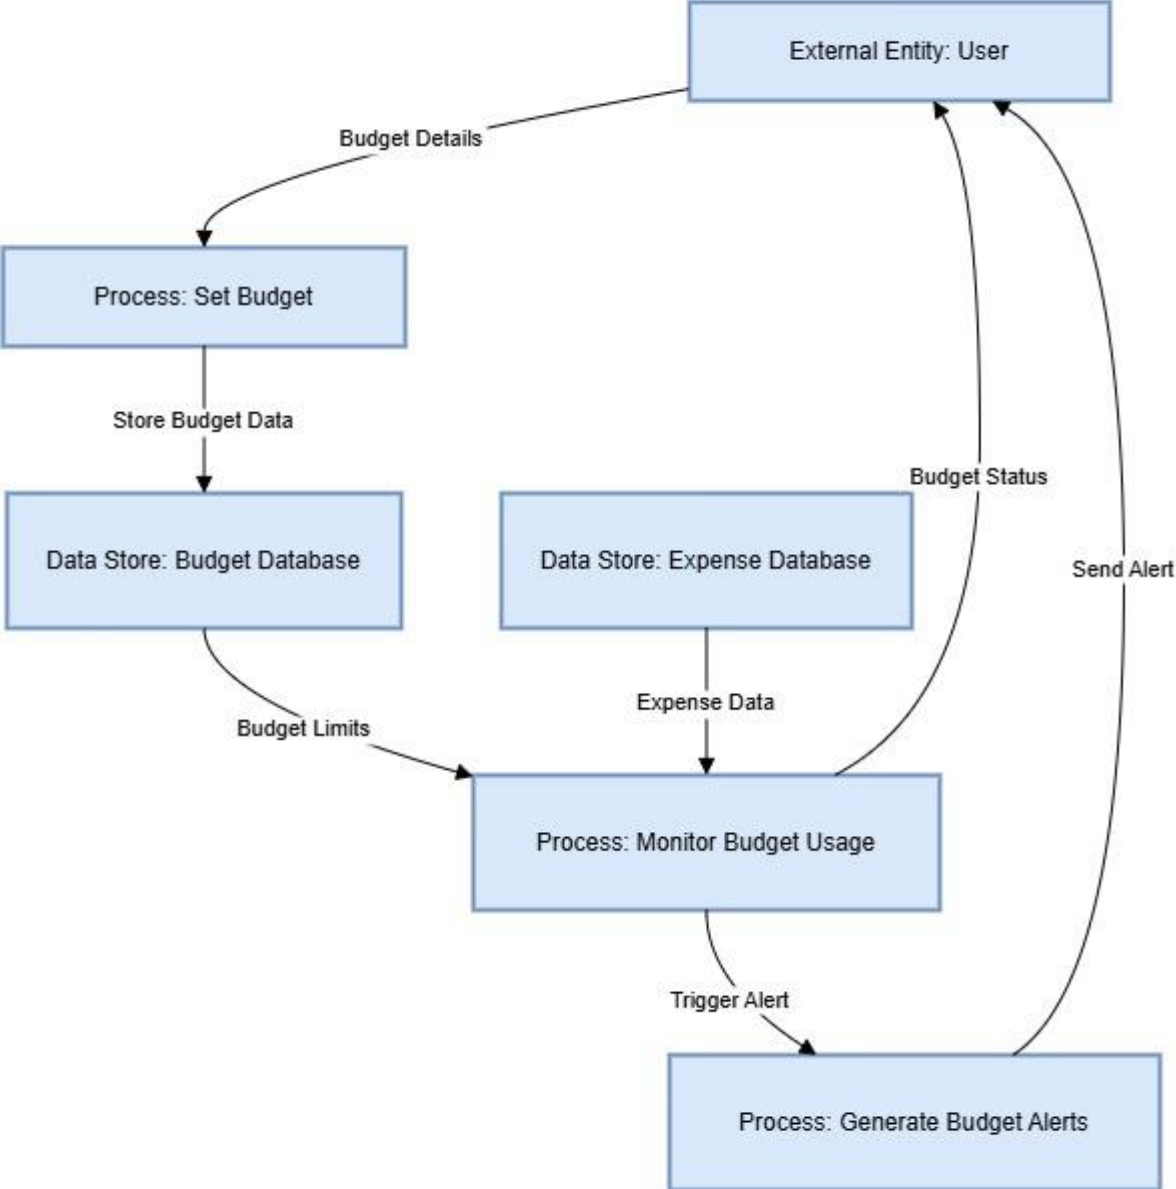 External Entity: User
Budget Details
Process: Set Budget
Store Budget Data
Budget Status
Data Store: Budget Database
Data Store: Expense Database
Send Alert
Expense Data
Budget Limits
Process: Monitor Budget Usage
Trigger Alert
Process: Generate Budget Alerts